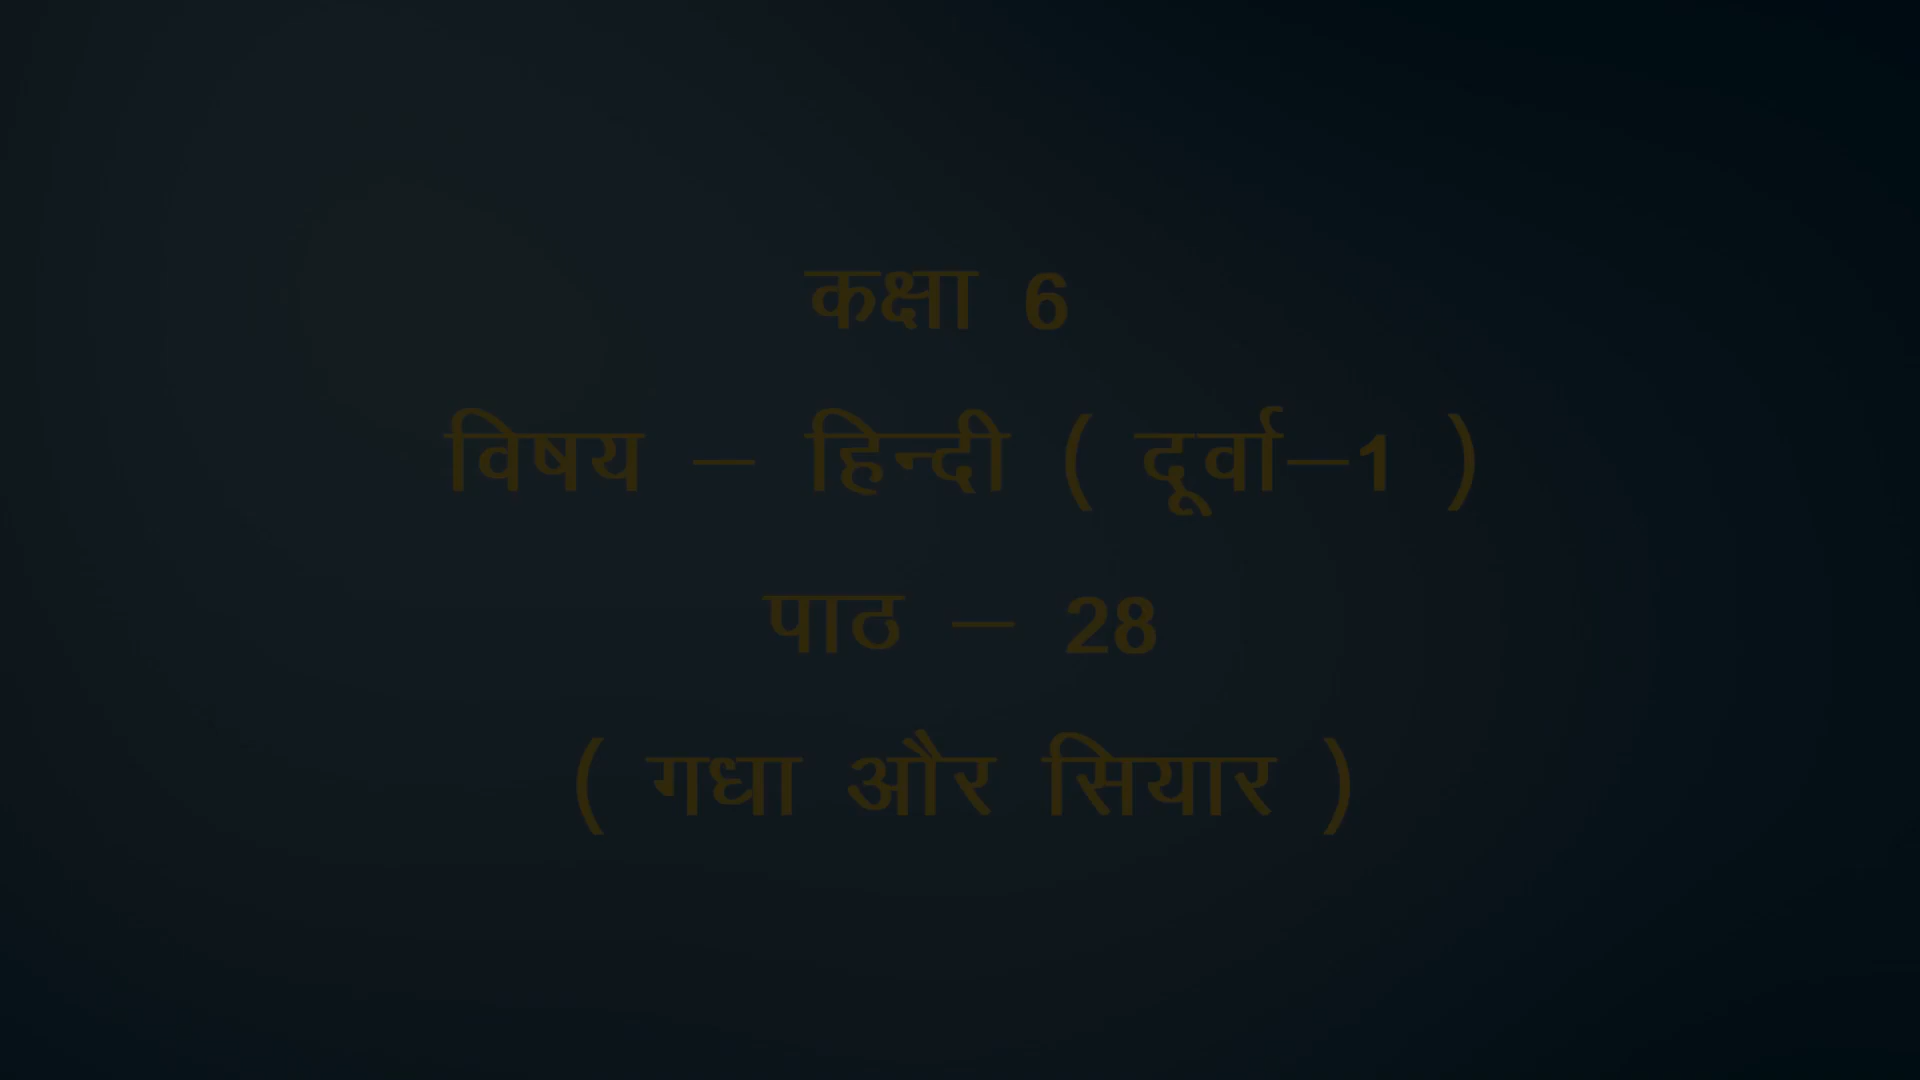 कक्षा 6
विषय – हिन्दी ( दूर्वा–1 )
पाठ – 28
( गधा और सियार )